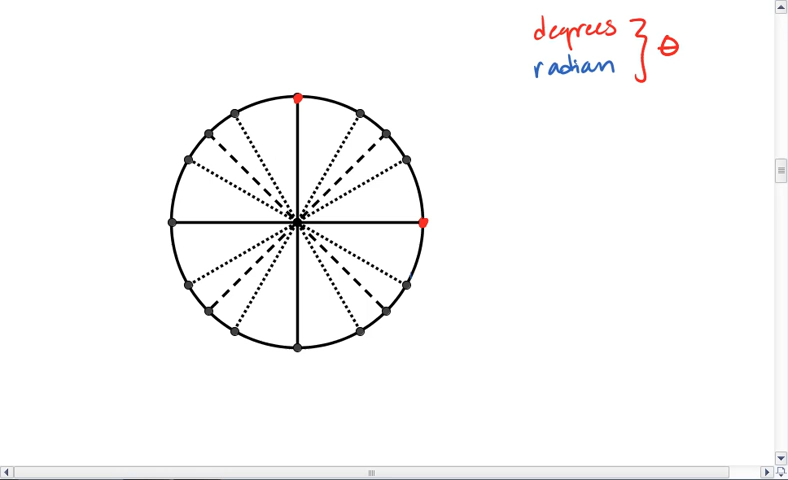 degrees
radian
} θ